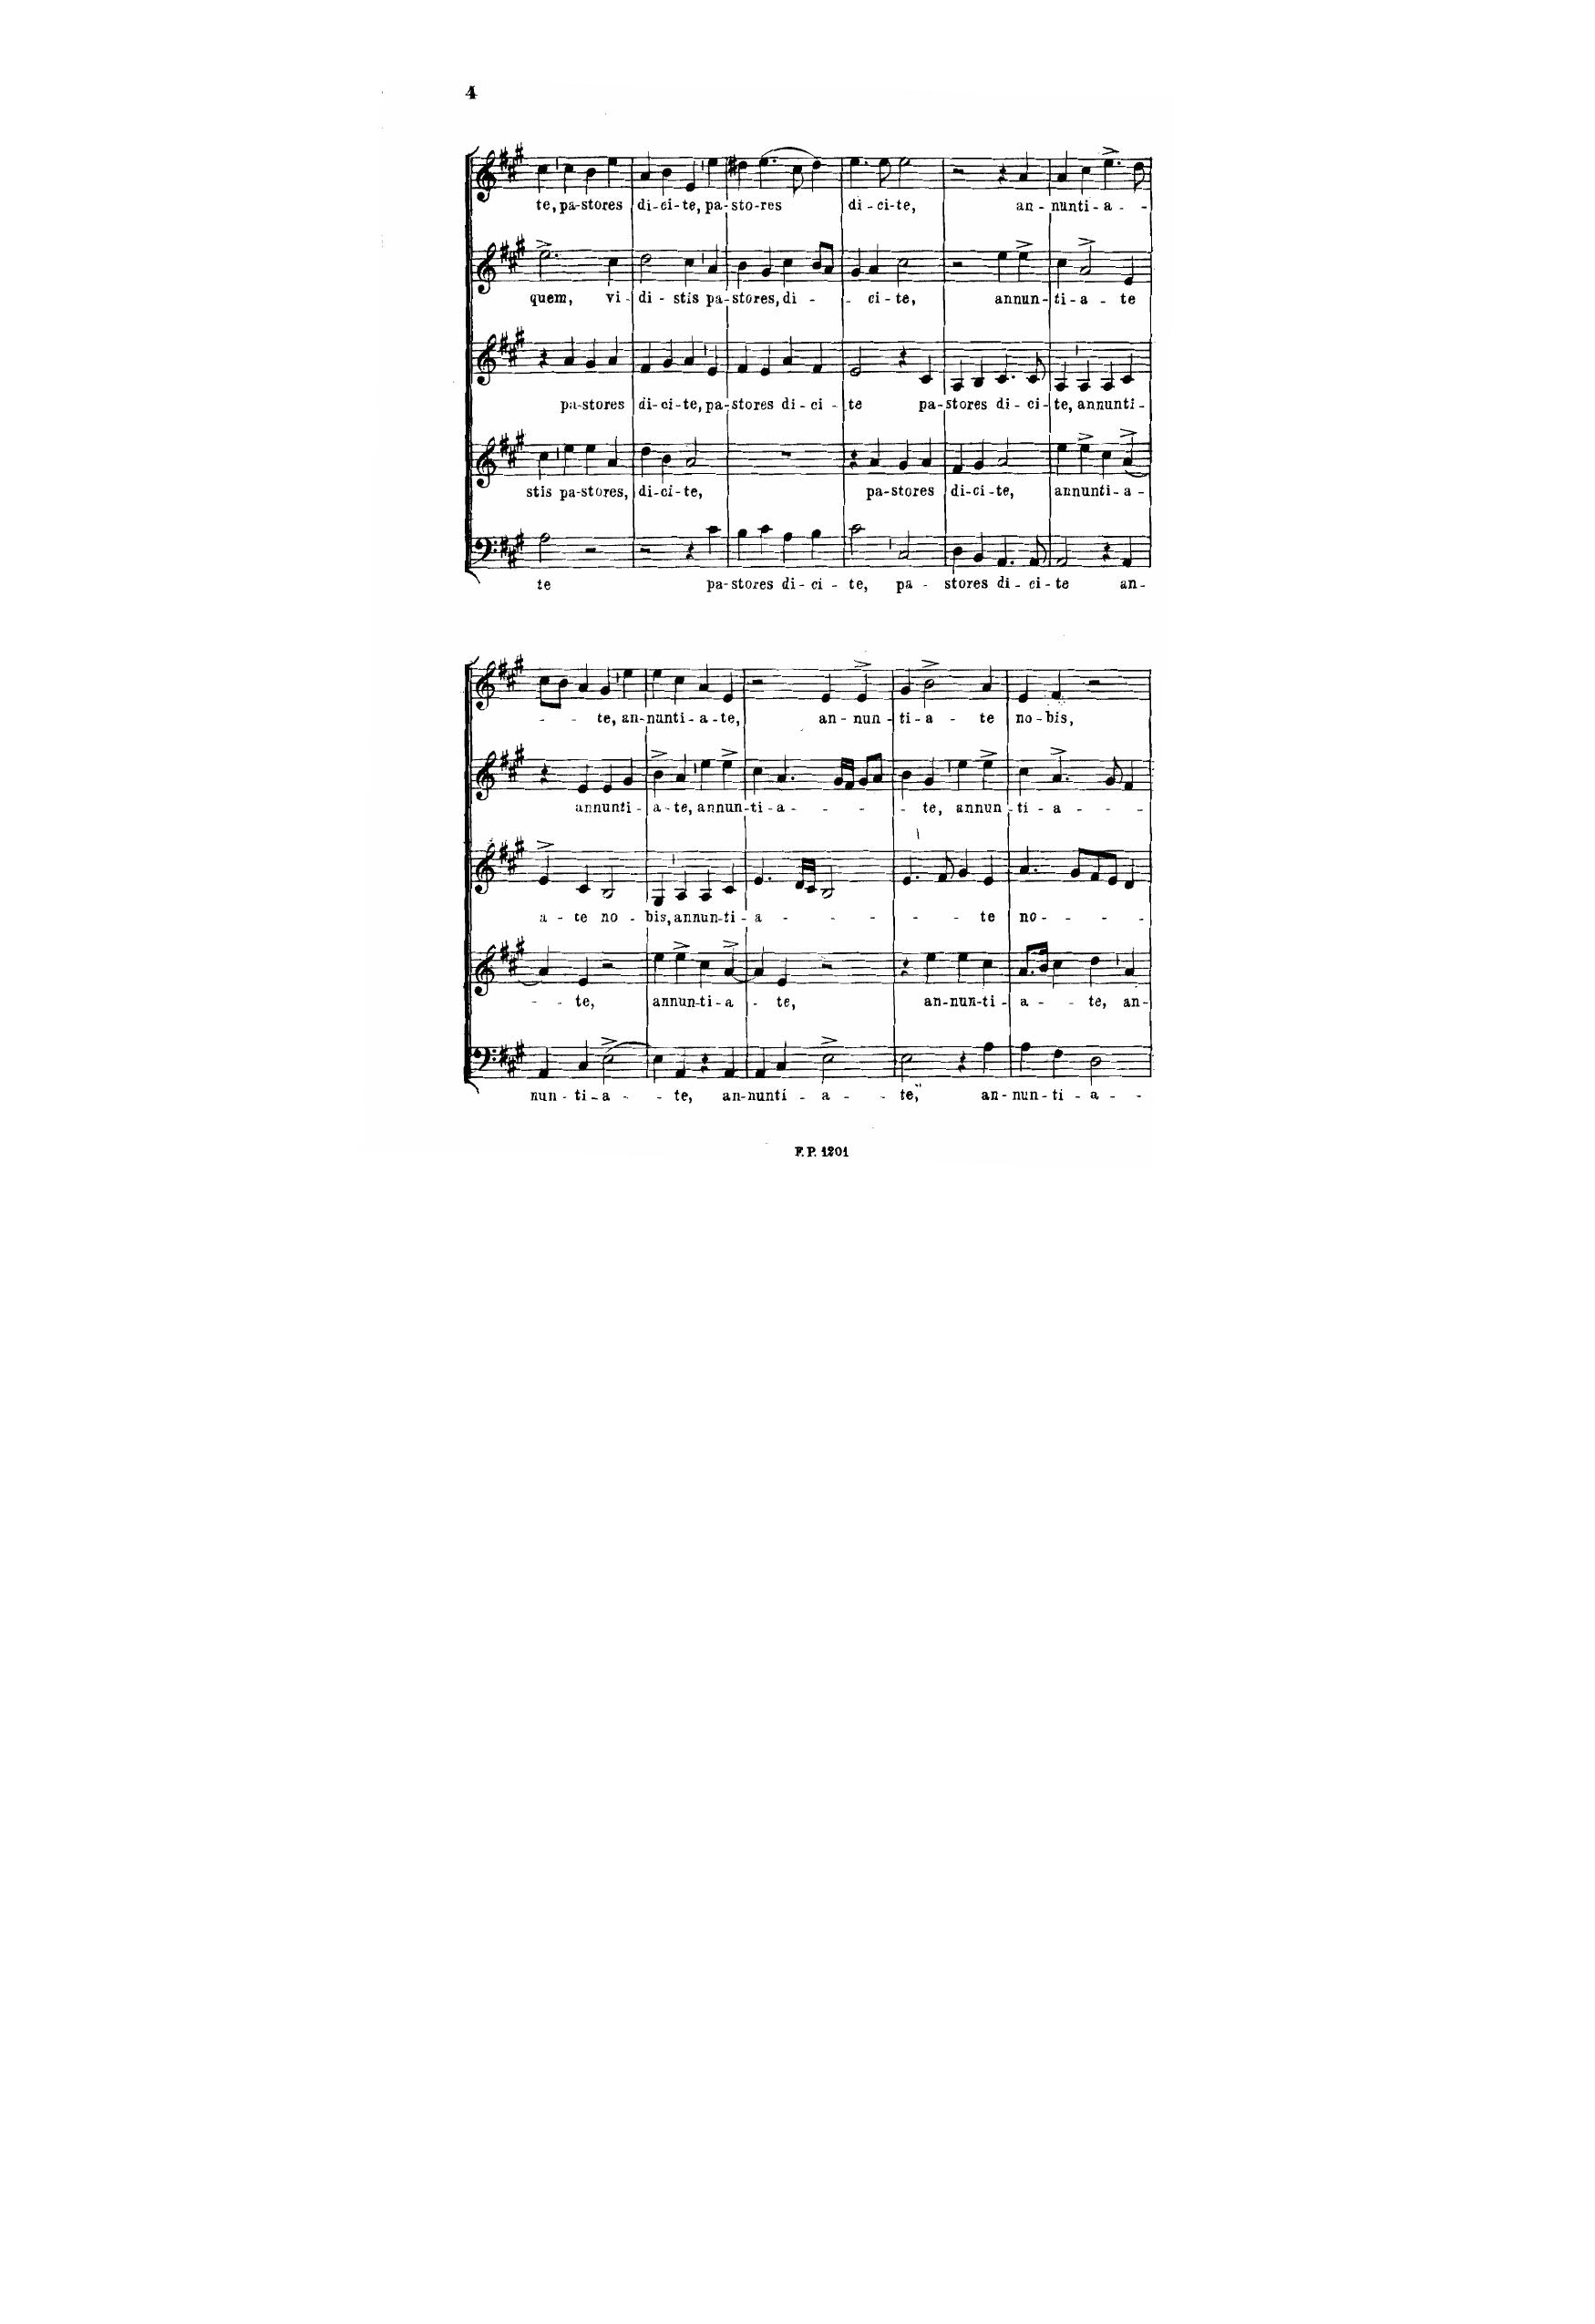 4
te, pa-stores di-ci-te, pa-sto-res di-ci-te, an-nunti-a--
quem, vi-di-stis pa-stores, di--ci-te, annun-ti-a-te
pa-stores di-ci-te, pa-stores di-ci-te pa-stores di-ci-te, annunti-
stis pa-stores, di-ci-te, pa-stores di-ci-te, annunti-a-
te pa-stores di-ci-te, pa-stores di-ci-te an-
--te, an-nunti-a-te, an-nun-ti-a-te no-bis,
annunti-a-te, annun-ti-a----te, annun-ti-a---
a-te no-bis, annun-ti-a----te no----
--te, annun-ti-a-te, an-nun-ti-a--te, an-
nun-ti-a--te, an-nunti-a--te, an-nun-ti-a--
F. P. 1201